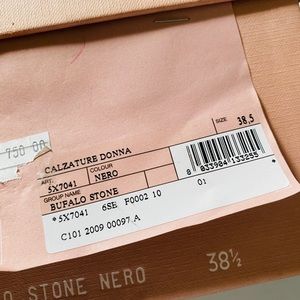 750 00
CALZATURE DONNA
SIZE
38,5
ART.
5X7041
COLOUR
NERO
GROUP NAME
BUFALO STONE
*5X7041 6SE F0002 10 01
C101 2009 00097 A
8 033984 133255
STONE NERO 38½